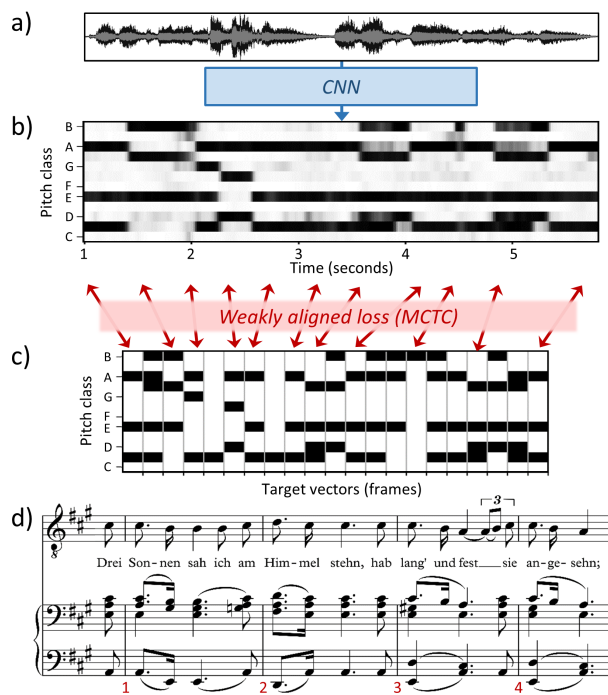 a)
CNN
b)
Pitch class
B
A
G
F
E
D
C
1 2 3 4 5
Time (seconds)
Weakly aligned loss (MCTC)
c)
Pitch class
B
A
G
F
E
D
C
Target vectors (frames)
d)
3
8
Drei Son-nen sah ich am Him-mel stehn, hab lang' und fest sie an-ge-sehn;
1 2 3 4